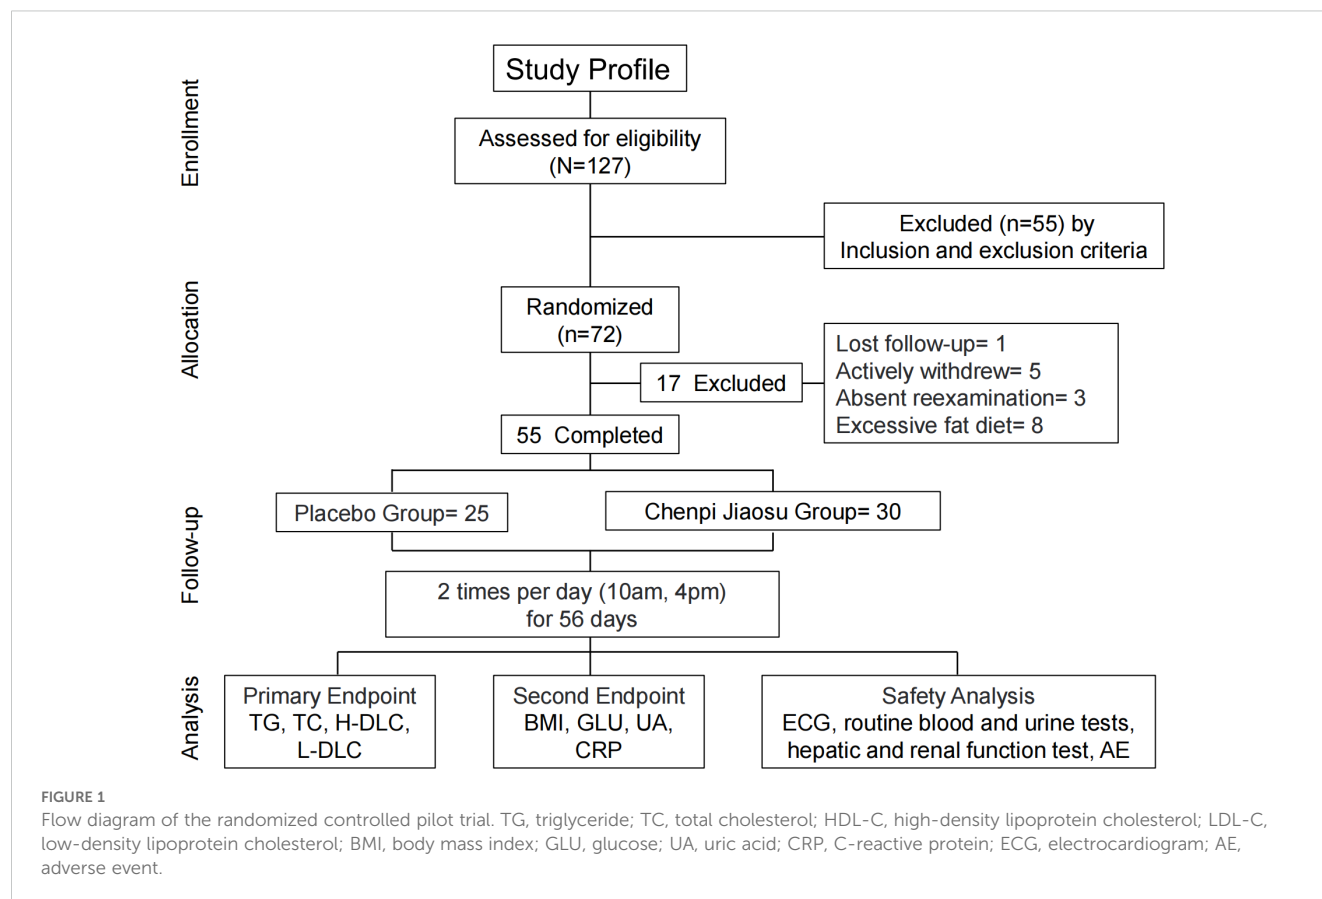 Study Profile
Enrollment
Assessed for eligibility
(N=127)
Excluded (n=55) by
Inclusion and exclusion criteria
Allocation
Randomized
(n=72)
17 Excluded
Lost follow-up= 1
Actively withdrew= 5
Absent reexamination= 3
Excessive fat diet= 8
55 Completed
Follow-up
Placebo Group= 25
Chenpi Jiaosu Group= 30
2 times per day (10am, 4pm)
for 56 days
Analysis
Primary Endpoint
TG, TC, H-DLC,
L-DLC
Second Endpoint
BMI, GLU, UA,
CRP
Safety Analysis
ECG, routine blood and urine tests,
hepatic and renal function test, AE
FIGURE 1
Flow diagram of the randomized controlled pilot trial. TG, triglyceride; TC, total cholesterol; HDL-C, high-density lipoprotein cholesterol; LDL-C,
low-density lipoprotein cholesterol; BMI, body mass index; GLU, glucose; UA, uric acid; CRP, C-reactive protein; ECG, electrocardiogram; AE,
adverse event.